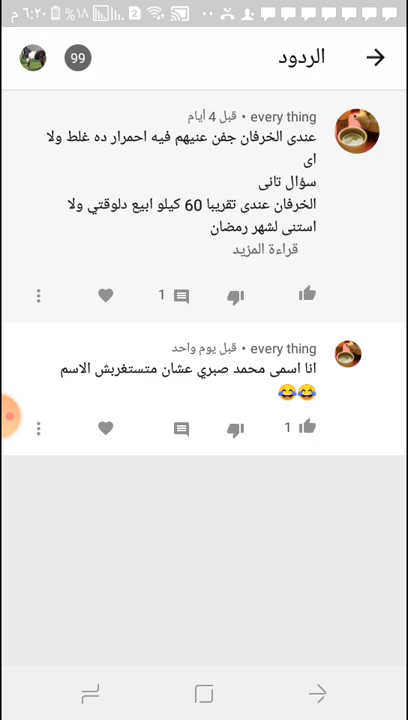 ٦:٢٠ م
٪١٨
2
الردود
99
every thing • قبل 4 أيام
عندى الخرفان جفن عنيهم فيه احمرار ده غلط ولا
اى
سؤال تانى
الخرفان عندى تقريبا 60 كيلو ابيع دلوقتي ولا
استنى لشهر رمضان
قراءة المزيد
1
every thing • قبل يوم واحد
انا اسمى محمد صبري عشان متستغربش الاسم
😂😂
1